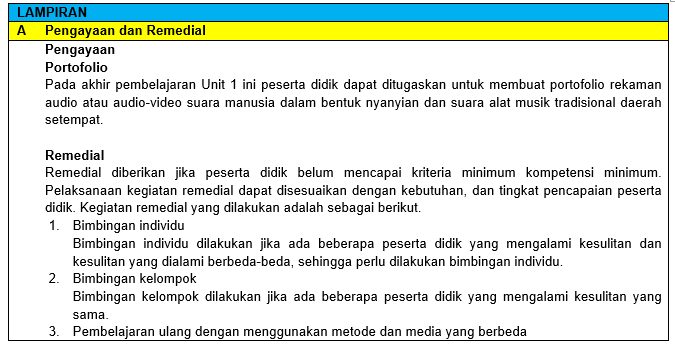 LAMPIRAN
A Pengayaan dan Remedial
Pengayaan
Portofolio
Pada akhir pembelajaran Unit 1 ini peserta didik dapat ditugaskan untuk membuat portofolio rekaman
audio atau audio-video suara manusia dalam bentuk nyanyian dan suara alat musik tradisional daerah
setempat.
Remedial
Remedial diberikan jika peserta didik belum mencapai kriteria minimum kompetensi minimum.
Pelaksanaan kegiatan remedial dapat disesuaikan dengan kebutuhan, dan tingkat pencapaian peserta
didik. Kegiatan remedial yang dilakukan adalah sebagai berikut.
1. Bimbingan individu
Bimbingan individu dilakukan jika ada beberapa peserta didik yang mengalami kesulitan dan
kesulitan yang dialami berbeda-beda, sehingga perlu dilakukan bimbingan individu.
2. Bimbingan kelompok
Bimbingan kelompok dilakukan jika ada beberapa peserta didik yang mengalami kesulitan yang
sama.
3. Pembelajaran ulang dengan menggunakan metode dan media yang berbeda